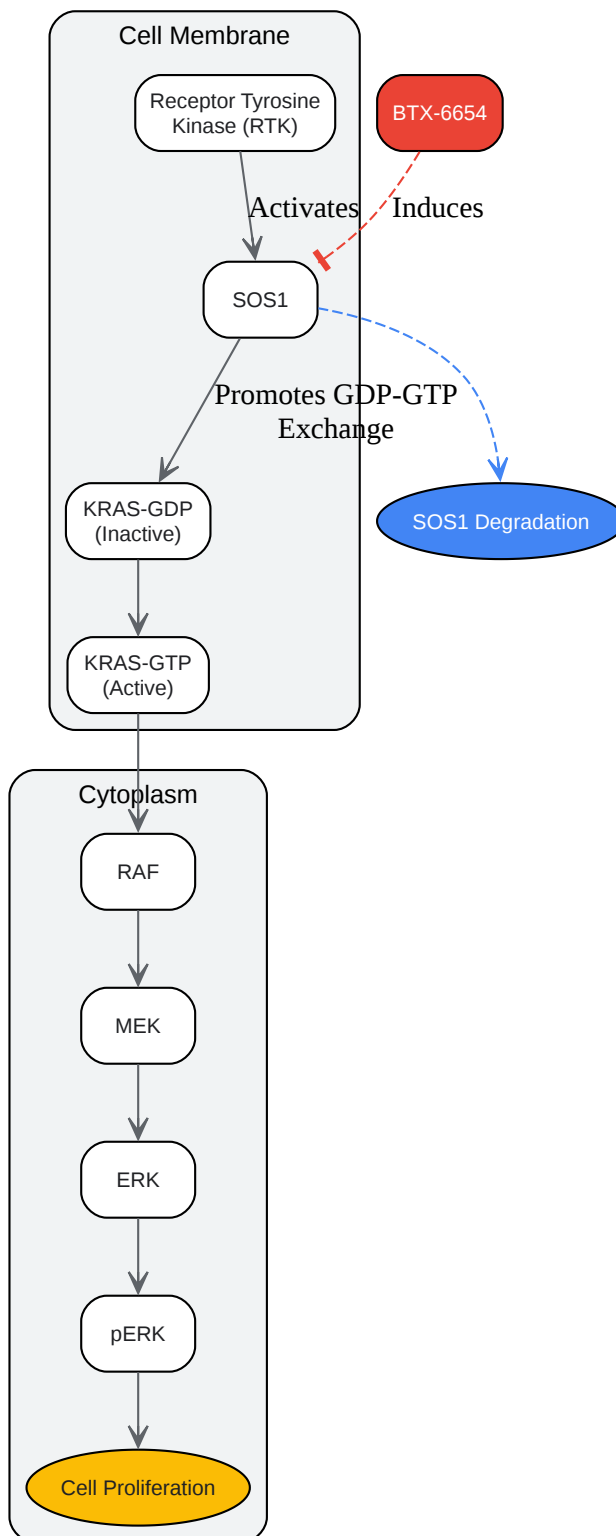 Cell Membrane
Receptor Tyrosine
Kinase (RTK)
BTX-6654
Activates
Induces
SOS1
Promotes GDP-GTP
Exchange
KRAS-GDP
(Inactive)
SOS1 Degradation
KRAS-GTP
(Active)
Cytoplasm
RAF
MEK
ERK
pERK
Cell Proliferation